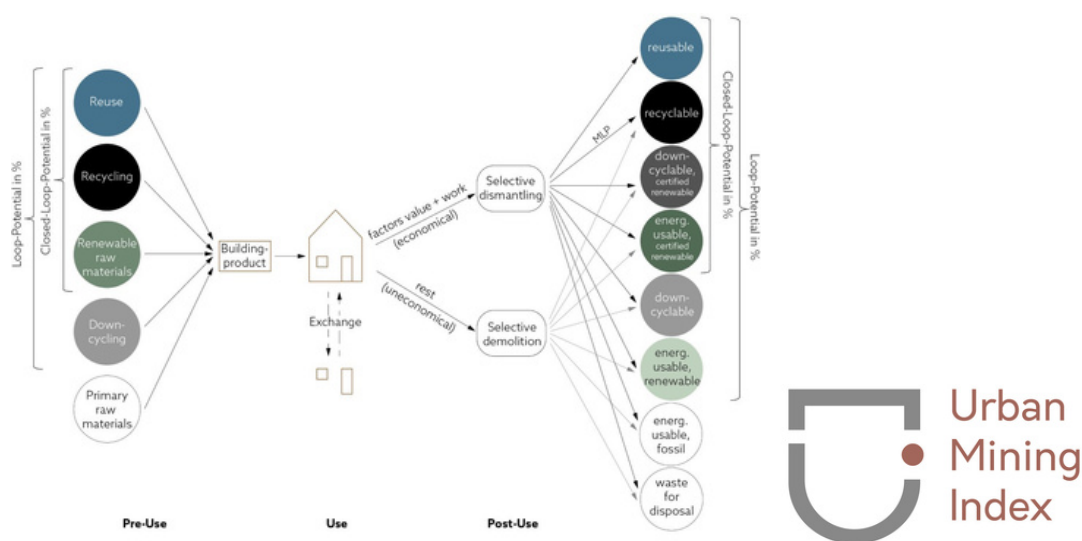 Loop-Potential in %
Closed-Loop-Potential in %
Reuse
Recycling
Renewable
raw
materials
Down-
cycling
Primary
raw
materials
Building-
product
Exchange
factors value + work
(economical)
rest
(uneconomical)
Selective
dismantling
Selective
demolition
MLP
reusable
recyclable
down-
cyclable,
certified
renewable
energ.
usable,
certified
renewable
down-
cyclable
energ.
usable,
renewable
energ.
usable,
fossil
waste
for
disposal
Closed-Loop-Potential in %
Loop-Potential in %
Pre-Use
Use
Post-Use
Urban
Mining
Index